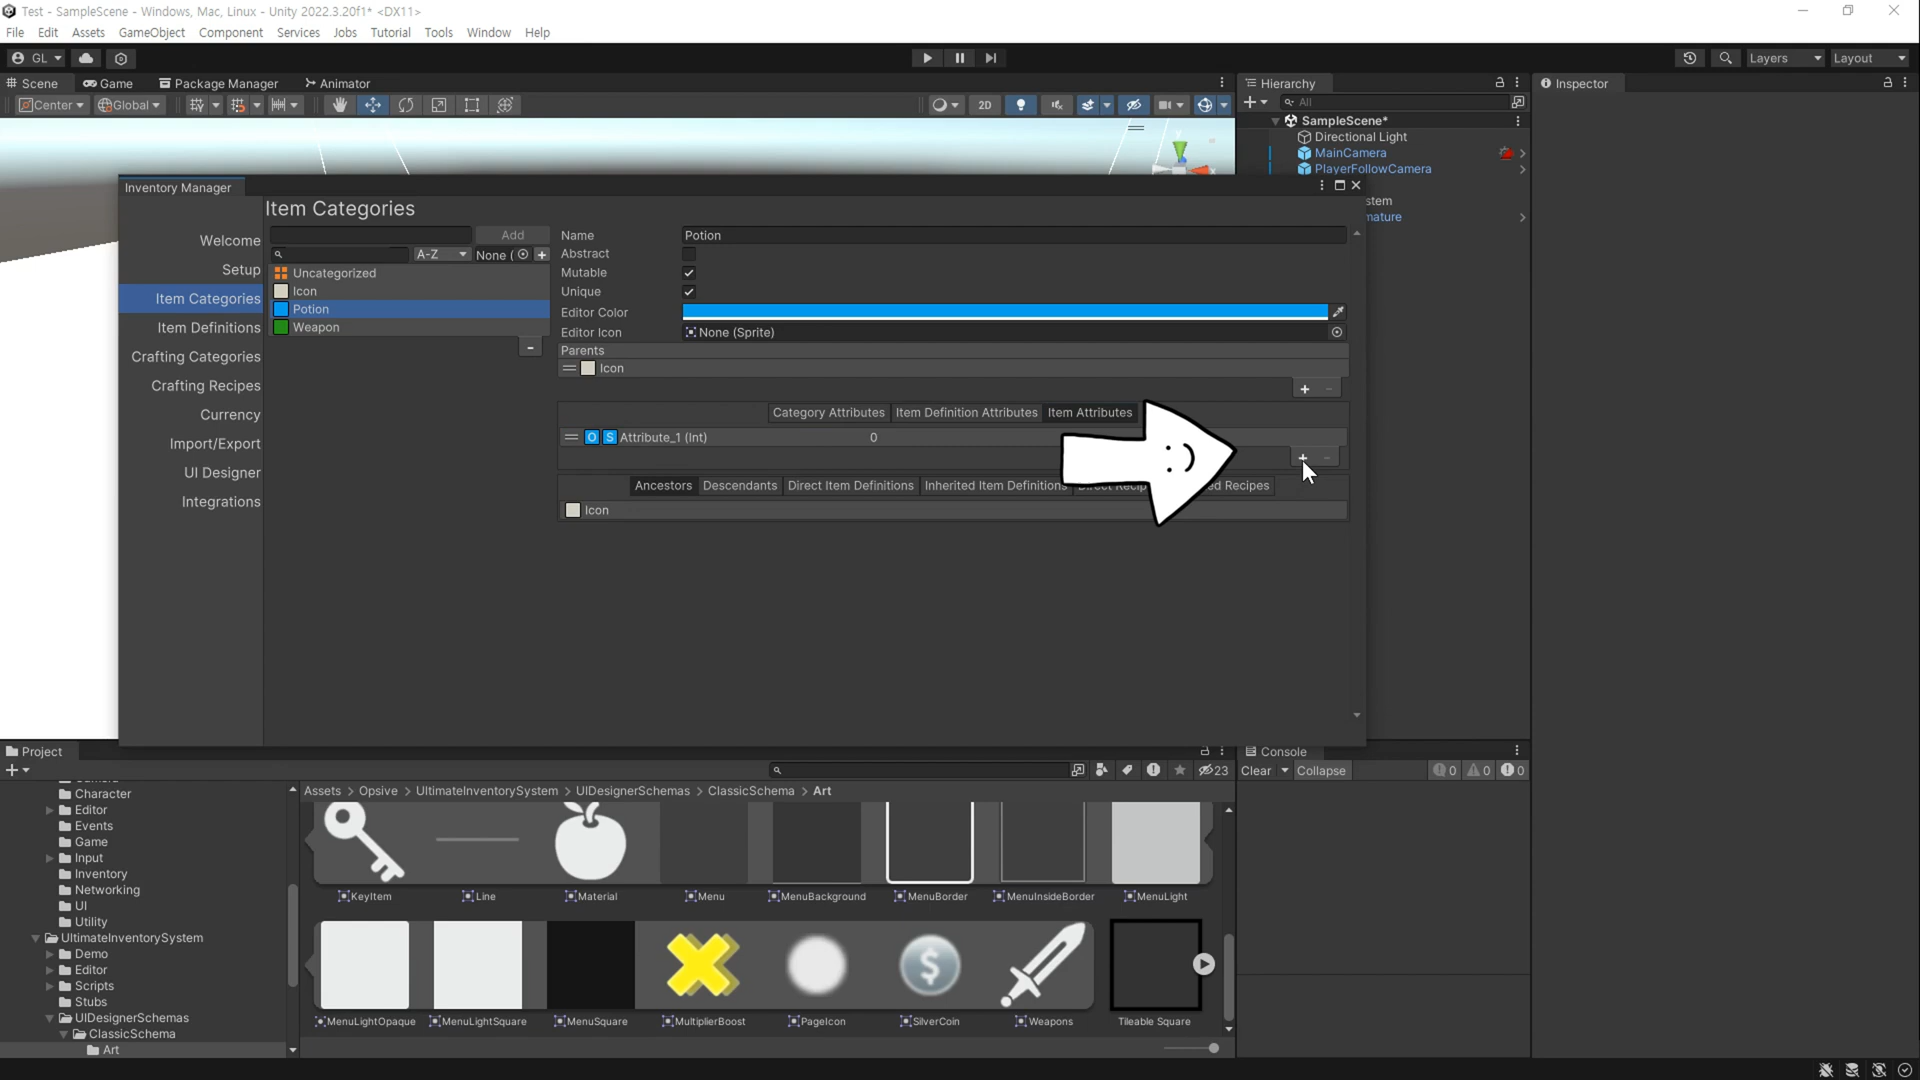 Test - SampleScene - Windows, Mac, Linux - Unity 2022.3.20f1* <DX11>
File Edit Assets GameObject Component Services Jobs Tutorial Tools Window Help
GL Layers Layout
Scene Game Package Manager Animator
Hierarchy
Inspector
Center Global 2D
All
SampleScene*
Directional Light
MainCamera
PlayerFollowCamera
stem
mature
Inventory Manager
Item Categories
Welcome
Setup
Item Categories
Item Definitions
Crafting Categories
Crafting Recipes
Currency
Import/Export
UI Designer
Integrations
Add
A-Z None (
Uncategorized
Icon
Potion
Weapon
Name Potion
Abstract
Mutable
Unique
Editor Color
Editor Icon None (Sprite)
Parents
Icon
Category Attributes Item Definition Attributes Item Attributes
O S Attribute_1 (Int) 0
Ancestors Descendants Direct Item Definitions Inherited Item Definitions Direct Recip ed Recipes
Icon
Project
Console
23
Clear Collapse 0 0 0
Character
Editor
Events
Game
Input
Inventory
Networking
UI
Utility
UltimateInventorySystem
Demo
Editor
Scripts
Stubs
UIDesignerSchemas
ClassicSchema
Art
Assets > Opsive > UltimateInventorySystem > UIDesignerSchemas > ClassicSchema > Art
KeyItem Line Material Menu MenuBackground MenuBorder MenuInsideBorder MenuLight
MenuLightOpaque MenuLightSquare MenuSquare MultiplierBoost PageIcon SilverCoin Weapons Tileable Square